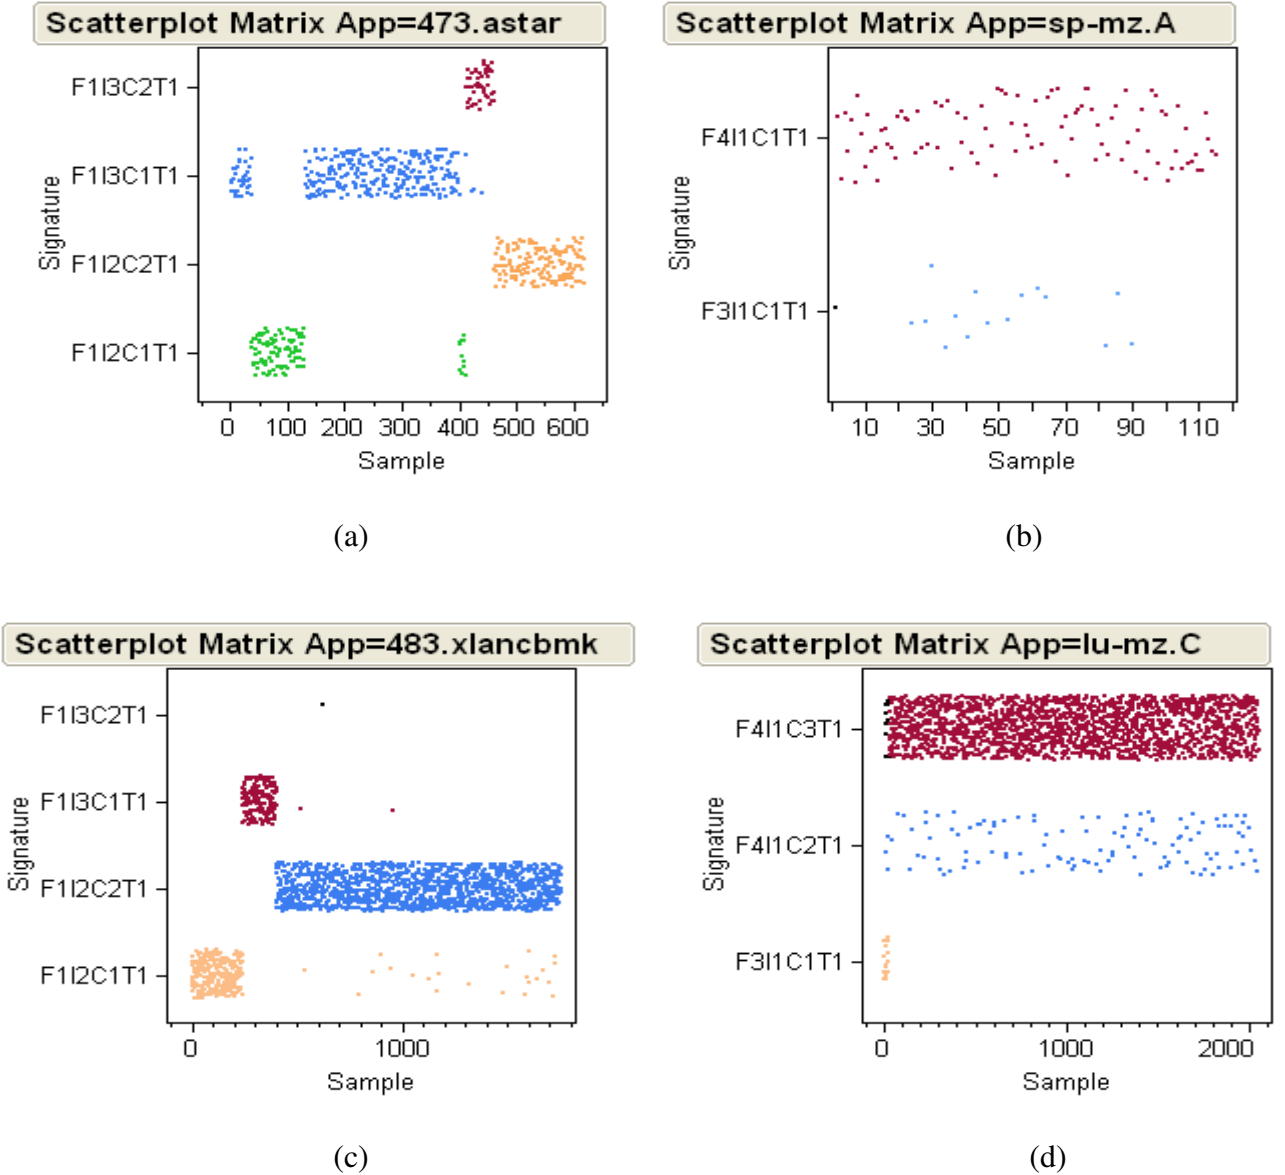 Scatterplot Matrix App=473.astar
F1I3C2T1
F1I3C1T1
F1I2C2T1
F1I2C1T1
Signature
0 100 200 300 400 500 600
Sample
(a)
Scatterplot Matrix App=sp-mz.A
F4I1C1T1
F3I1C1T1
Signature
10 30 50 70 90 110
Sample
(b)
Scatterplot Matrix App=483.xlancbmk
F1I3C2T1
F1I3C1T1
F1I2C2T1
F1I2C1T1
Signature
0 1000
Sample
(c)
Scatterplot Matrix App=lu-mz.C
F4I1C3T1
F4I1C2T1
F3I1C1T1
Signature
0 1000 2000
Sample
(d)